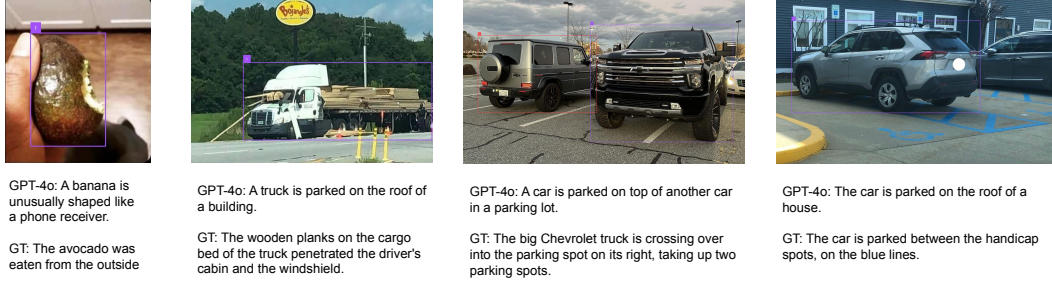 Bojangles
GPT-4o: A banana is
unusually shaped like
a phone receiver.
GT: The avocado was
eaten from the outside
GPT-4o: A truck is parked on the roof of
a building.
GT: The wooden planks on the cargo
bed of the truck penetrated the driver's
cabin and the windshield.
GPT-4o: A car is parked on top of another car
in a parking lot.
GT: The big Chevrolet truck is crossing over
into the parking spot on its right, taking up two
parking spots.
GPT-4o: The car is parked on the roof of a
house.
GT: The car is parked between the handicap
spots, on the blue lines.